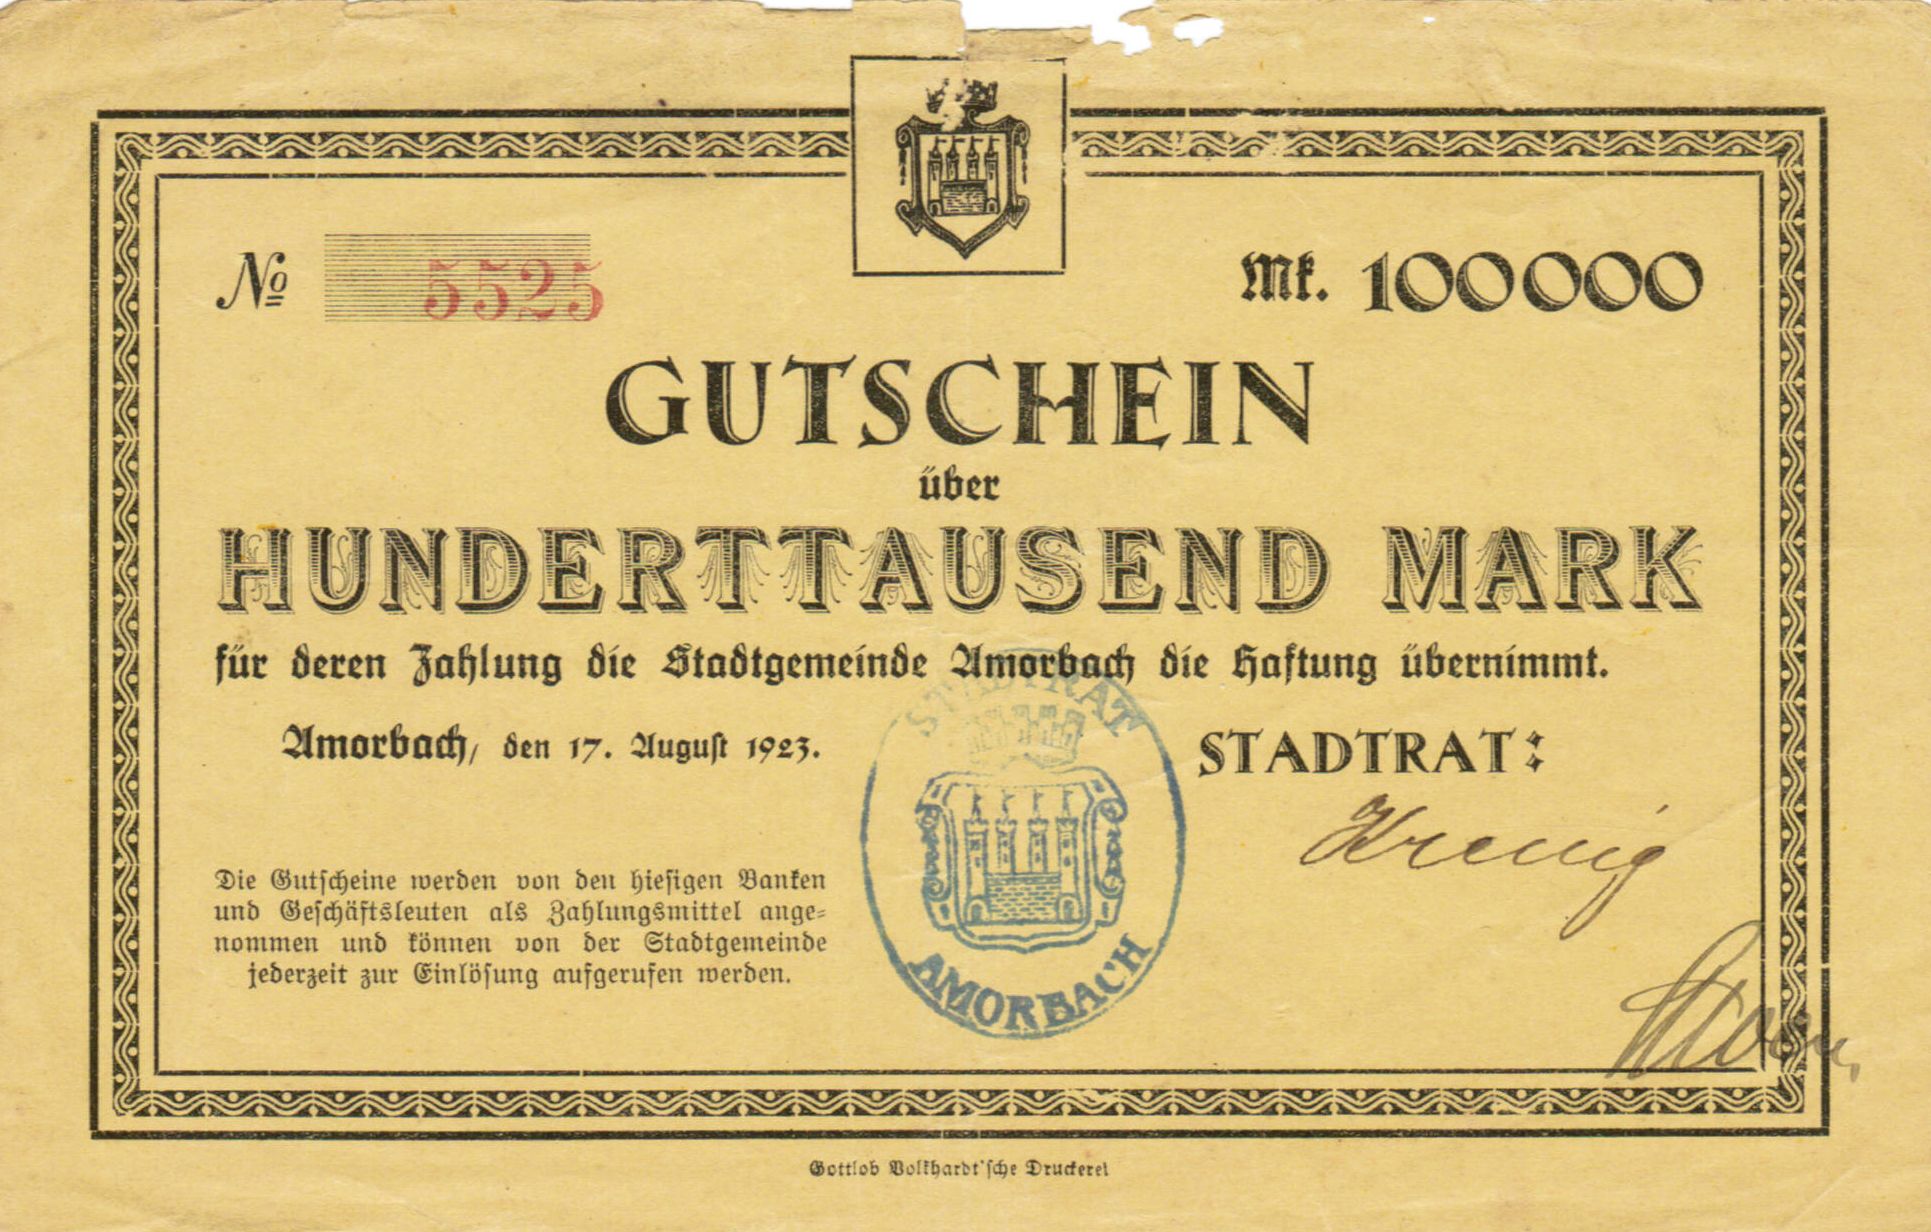 № 5525
Mk. 100000
GUTSCHEIN
über
HUNDERTTAUSEND MARK
für deren Zahlung die Stadtgemeinde Amorbach die Haftung übernimmt.
Amorbach, den 17. August 1923.
STADTRAT:
STADTRAT
AMORBACH
Die Gutscheine werden von den hiesigen Banken
und Geschäftsleuten als Zahlungsmittel ange-
nommen und können von der Stadtgemeinde
jederzeit zur Einlösung aufgerufen werden.
Gottlob Volkhardt'sche Druckerei